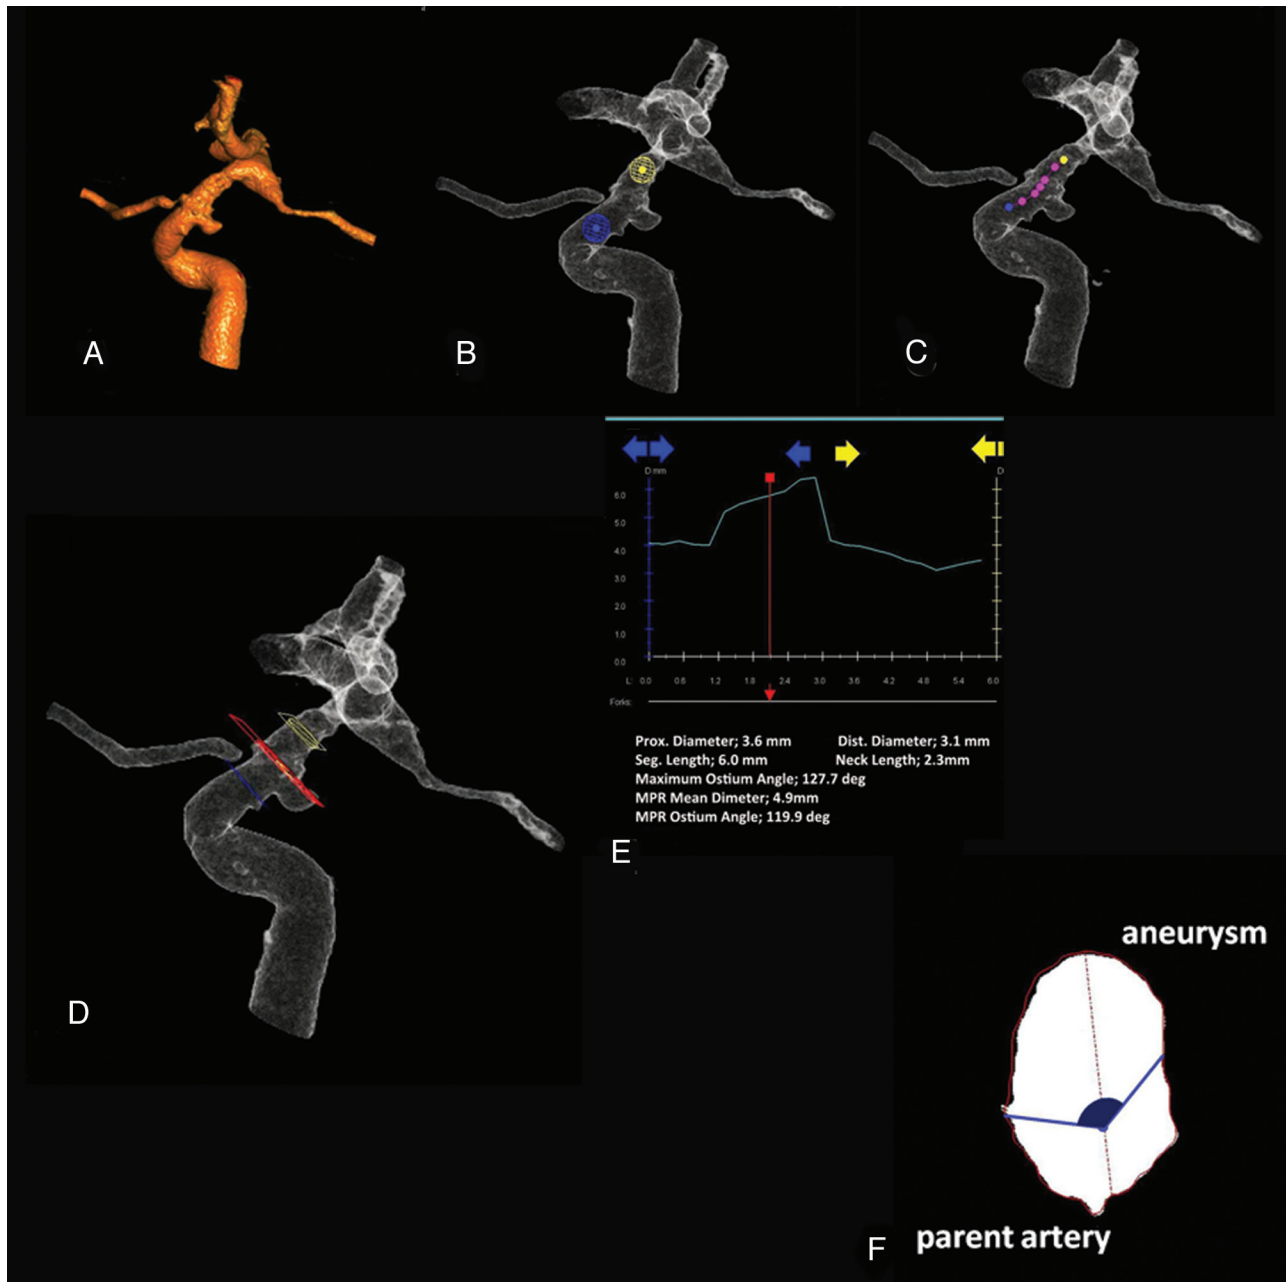 A
B
C
D mm
D
6.0
5.0
4.0
3.0
2.0
1.0
0.0
L: 0.0 0.6 1.2 1.8 2.4 3.0 3.6 4.2 4.8 5.4 6.0
Forks:
Prox. Diameter; 3.6 mm Dist. Diameter; 3.1 mm
Seg. Length; 6.0 mm Neck Length; 2.3mm
Maximum Ostium Angle; 127.7 deg
MPR Mean Dimeter; 4.9mm
MPR Ostium Angle; 119.9 deg
E
D
aneurysm
parent artery
F